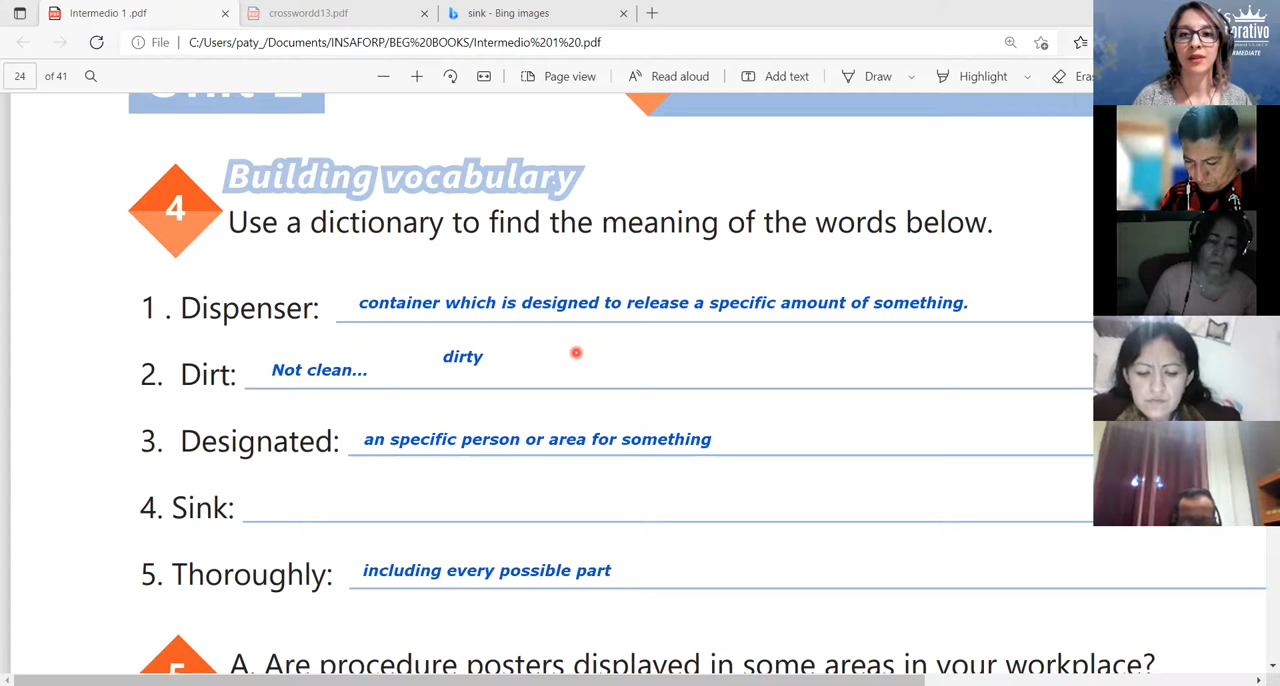 Intermedio 1 .pdf
crosswordd13.pdf
sink - Bing images
File
C:/Users/paty_/Documents/INSAFORP/BEG%20BOOKS/Intermedio%201%20.pdf
24 of 41
Page view
Read aloud
Add text
Draw
Highlight
Building vocabulary
4
Use a dictionary to find the meaning of the words below.
1 . Dispenser: container which is designed to release a specific amount of something.
dirty
2. Dirt: Not clean...
3. Designated: an specific person or area for something
4. Sink:
5. Thoroughly: including every possible part
5
A. Are procedure posters displayed in some areas in your workplace?